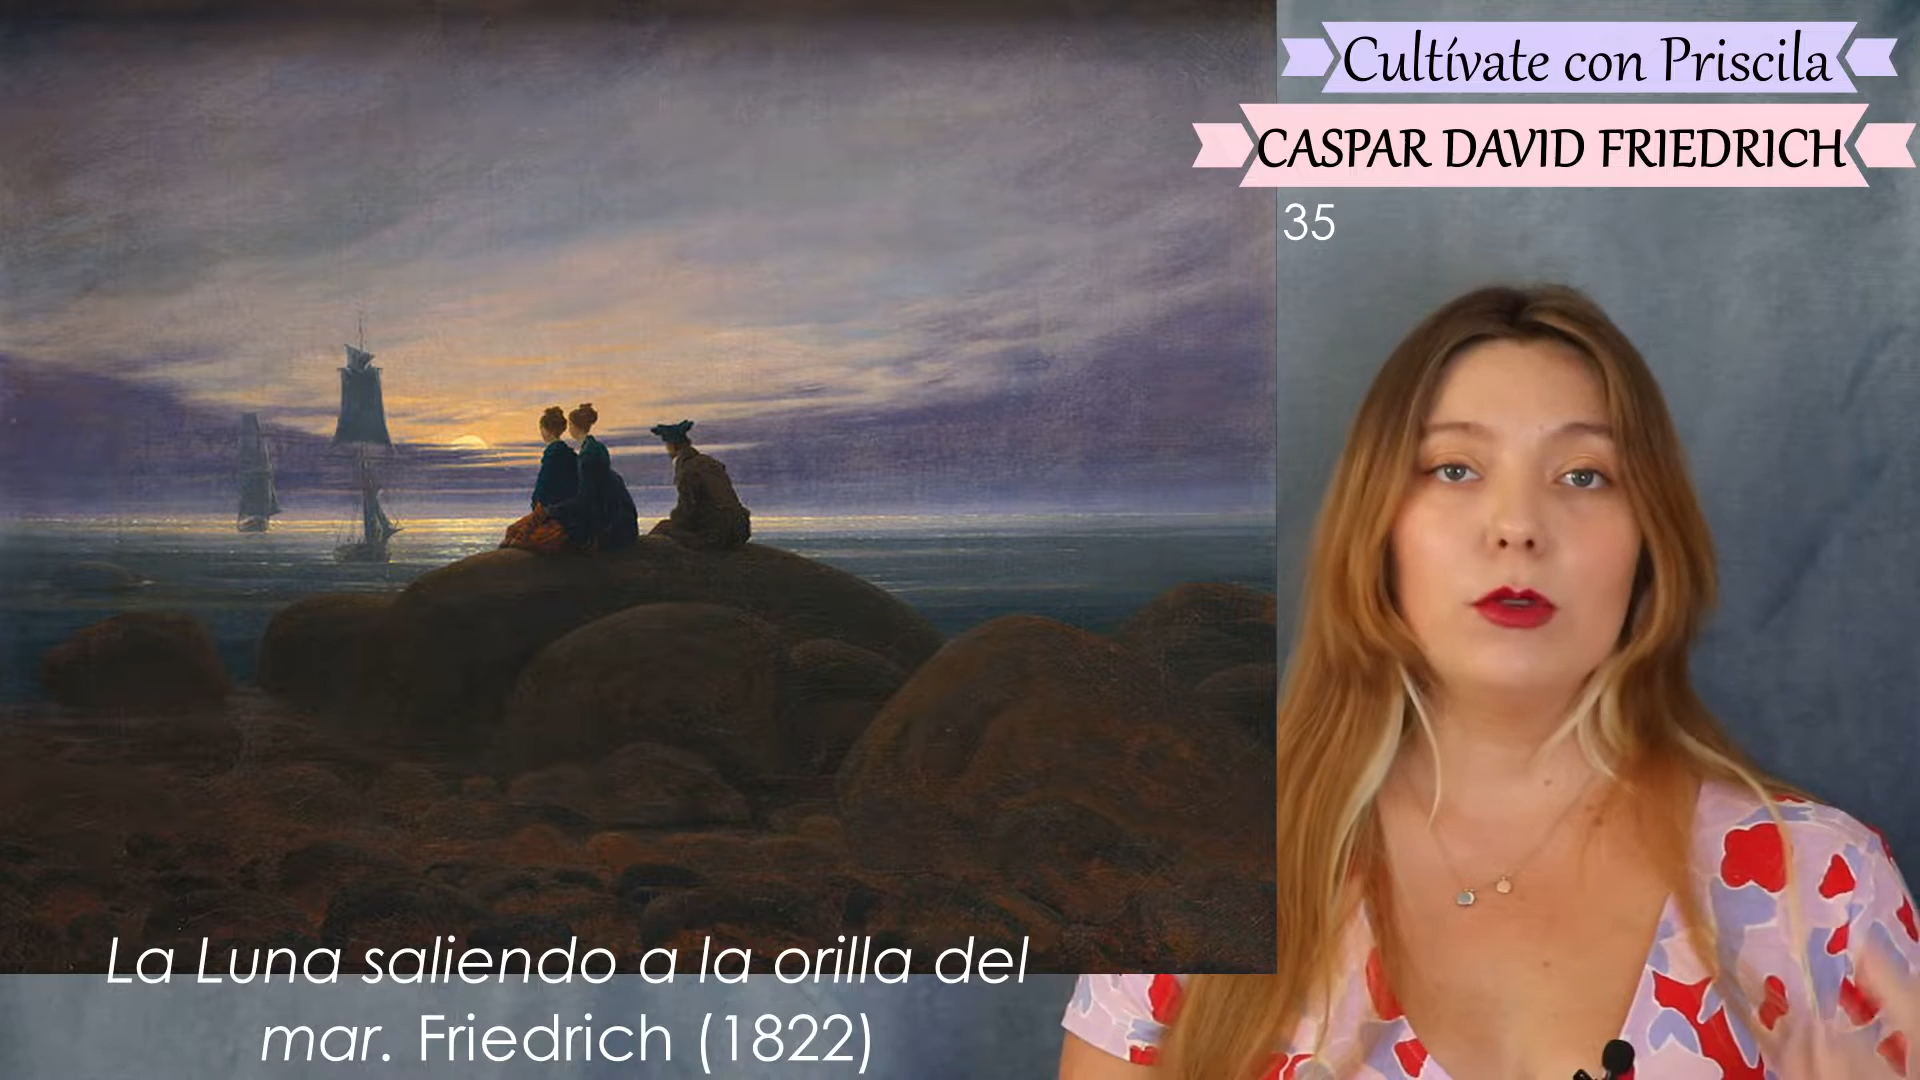 Cultívate con Priscila
CASPAR DAVID FRIEDRICH
35
La Luna saliendo a la orilla del
mar. Friedrich (1822)